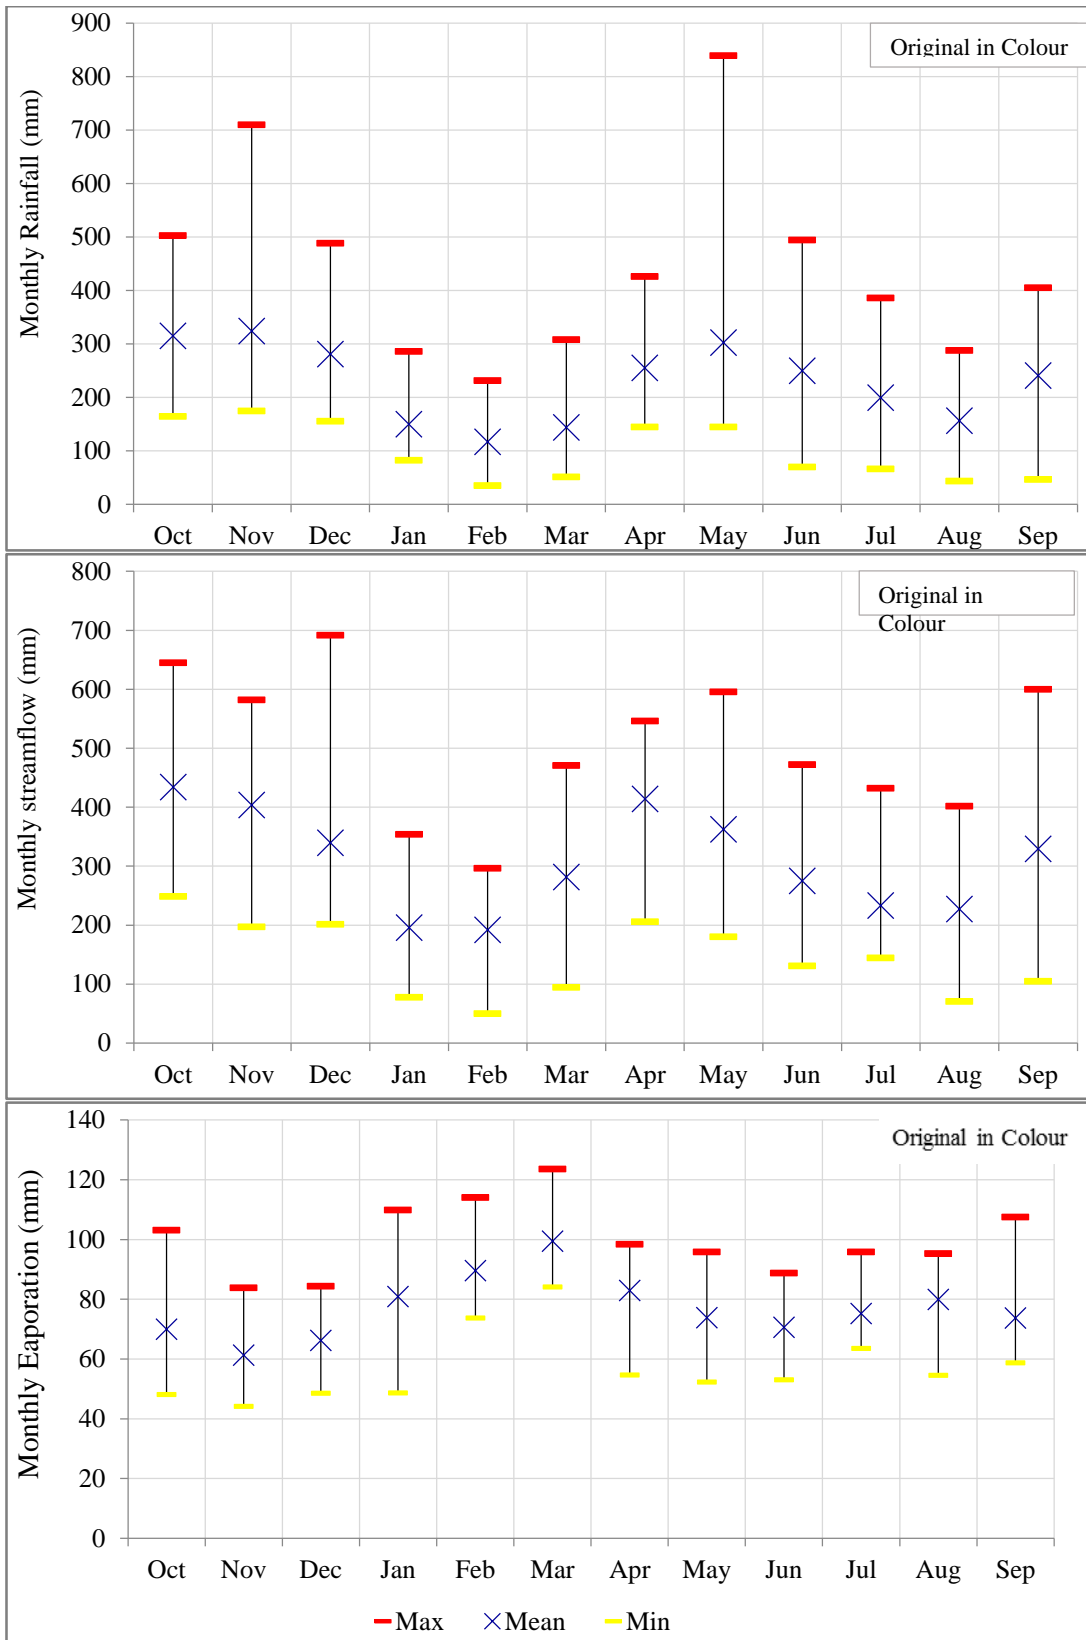 Monthly Rainfall (mm)
900
800
700
600
500
400
300
200
100
0
Original in Colour
Oct Nov Dec Jan Feb Mar Apr May Jun Jul Aug Sep
Monthly streamflow (mm)
800
700
600
500
400
300
200
100
0
Original in
Colour
Oct Nov Dec Jan Feb Mar Apr May Jun Jul Aug Sep
Monthly Eaporation (mm)
140
120
100
80
60
40
20
0
Original in Colour
Oct Nov Dec Jan Feb Mar Apr May Jun Jul Aug Sep
Max Mean Min